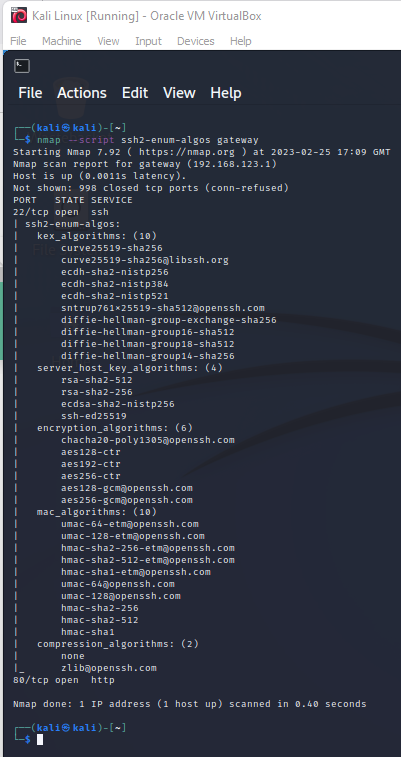 Kali Linux [Running] - Oracle VM VirtualBox
File Machine View Input Devices Help
File Actions Edit View Help
┌──(kali㉿kali)-[~]
└─$ nmap --script ssh2-enum-algos gateway
Starting Nmap 7.92 ( https://nmap.org ) at 2023-02-25 17:09 GMT
Nmap scan report for gateway (192.168.123.1)
Host is up (0.0011s latency).
Not shown: 998 closed tcp ports (conn-refused)
PORT   STATE SERVICE
22/tcp open  ssh
| ssh2-enum-algos:
|   kex_algorithms: (10)
|       curve25519-sha256
|       curve25519-sha256@libssh.org
|       ecdh-sha2-nistp256
|       ecdh-sha2-nistp384
|       ecdh-sha2-nistp521
|       sntrup761×25519-sha512@openssh.com
|       diffie-hellman-group-exchange-sha256
|       diffie-hellman-group16-sha512
|       diffie-hellman-group18-sha512
|       diffie-hellman-group14-sha256
|   server_host_key_algorithms: (4)
|       rsa-sha2-512
|       rsa-sha2-256
|       ecdsa-sha2-nistp256
|       ssh-ed25519
|   encryption_algorithms: (6)
|       chacha20-poly1305@openssh.com
|       aes128-ctr
|       aes192-ctr
|       aes256-ctr
|       aes128-gcm@openssh.com
|       aes256-gcm@openssh.com
|   mac_algorithms: (10)
|       umac-64-etm@openssh.com
|       umac-128-etm@openssh.com
|       hmac-sha2-256-etm@openssh.com
|       hmac-sha2-512-etm@openssh.com
|       hmac-sha1-etm@openssh.com
|       umac-64@openssh.com
|       umac-128@openssh.com
|       hmac-sha2-256
|       hmac-sha2-512
|       hmac-sha1
|   compression_algorithms: (2)
|       none
|_      zlib@openssh.com
80/tcp open  http
Nmap done: 1 IP address (1 host up) scanned in 0.40 seconds
┌──(kali㉿kali)-[~]
└─$